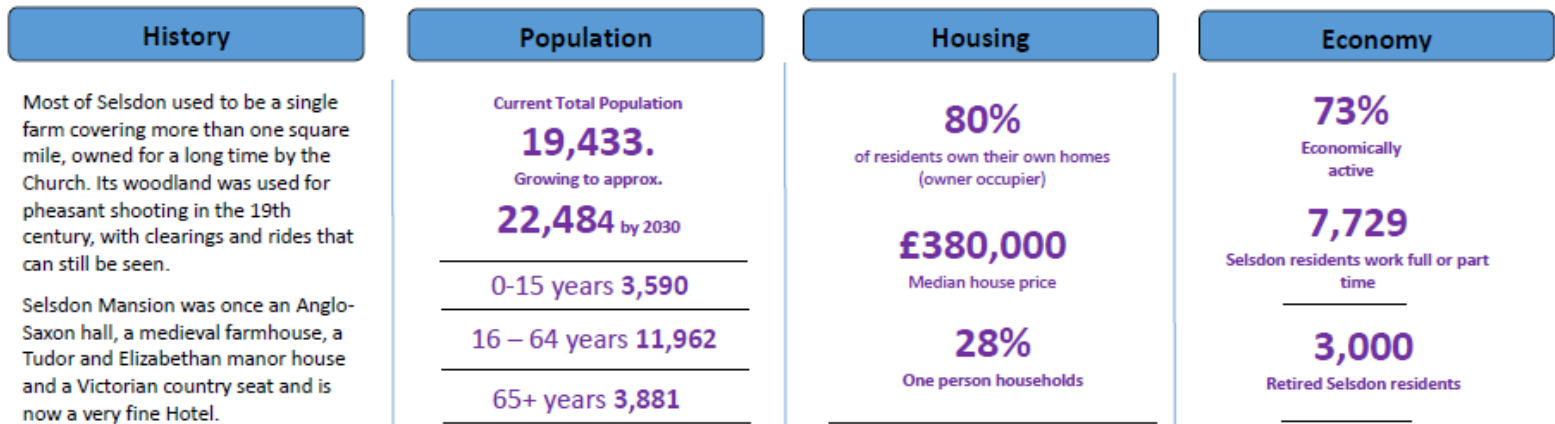 History
Most of Selsdon used to be a single
farm covering more than one square
mile, owned for a long time by the
Church. Its woodland was used for
pheasant shooting in the 19th
century, with clearings and rides that
can still be seen.
Selsdon Mansion was once an Anglo-
Saxon hall, a medieval farmhouse, a
Tudor and Elizabethan manor house
and a Victorian country seat and is
now a very fine Hotel.
Population
Current Total Population
19,433.
Growing to approx.
22,484 by 2030
0-15 years 3,590
16 – 64 years 11,962
65+ years 3,881
Housing
80%
of residents own their own homes
(owner occupier)
£380,000
Median house price
28%
One person households
Economy
73%
Economically
active
7,729
Selsdon residents work full or part
time
3,000
Retired Selsdon residents